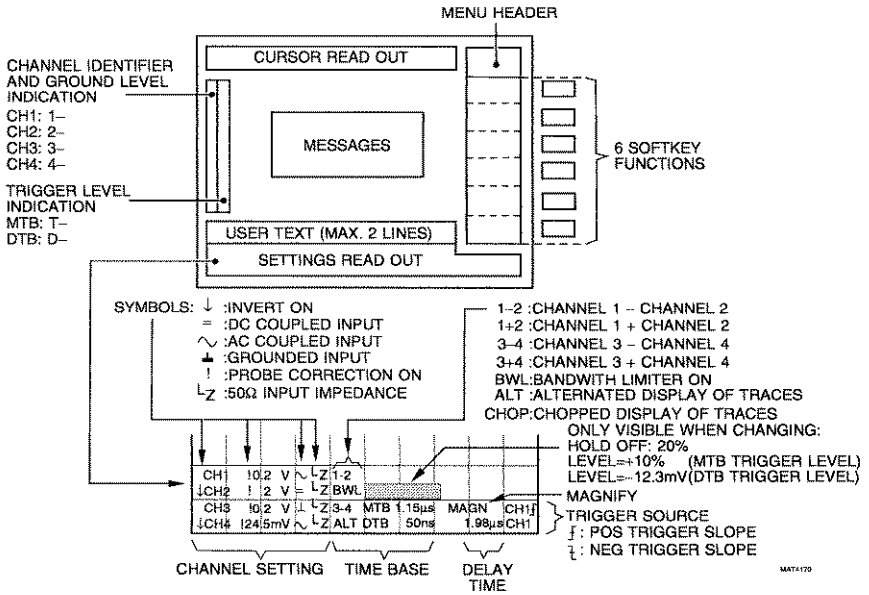 MENU HEADER
CURSOR READ OUT
CHANNEL IDENTIFIER
AND GROUND LEVEL
INDICATION
CH1: 1–
CH2: 2–
CH3: 3–
CH4: 4–
TRIGGER LEVEL
INDICATION
MTB: T–
DTB: D–
MESSAGES
6 SOFTKEY
FUNCTIONS
USER TEXT (MAX. 2 LINES)
SETTINGS READ OUT
SYMBOLS: ↓ :INVERT ON
= :DC COUPLED INPUT
∿ :AC COUPLED INPUT
⊥ :GROUNDED INPUT
! :PROBE CORRECTION ON
└Z :50Ω INPUT IMPEDANCE
1–2 :CHANNEL 1 – CHANNEL 2
1+2 :CHANNEL 1 + CHANNEL 2
3–4 :CHANNEL 3 – CHANNEL 4
3+4 :CHANNEL 3 + CHANNEL 4
BWL:BANDWITH LIMITER ON
ALT :ALTERNATED DISPLAY OF TRACES
CHOP:CHOPPED DISPLAY OF TRACES
ONLY VISIBLE WHEN CHANGING:
HOLD OFF: 20%
LEVEL=+10% (MTB TRIGGER LEVEL)
LEVEL=–12.3mV(DTB TRIGGER LEVEL)
MAGNIFY
CH1 !0.2 V ∿ └Z 1-2
↓CH2 ! 2 V = └Z BWL
CH3 !0.2 V ⊥ └Z 3-4 MTB 1.15µs MAGN CH1⨍
↓CH4 !24.5mV ∿ └Z ALT DTB 50ns 1.98µs CH1
TRIGGER SOURCE
⨍ : POS TRIGGER SLOPE
ʅ : NEG TRIGGER SLOPE
CHANNEL SETTING
TIME BASE
DELAY
TIME
MAT4170